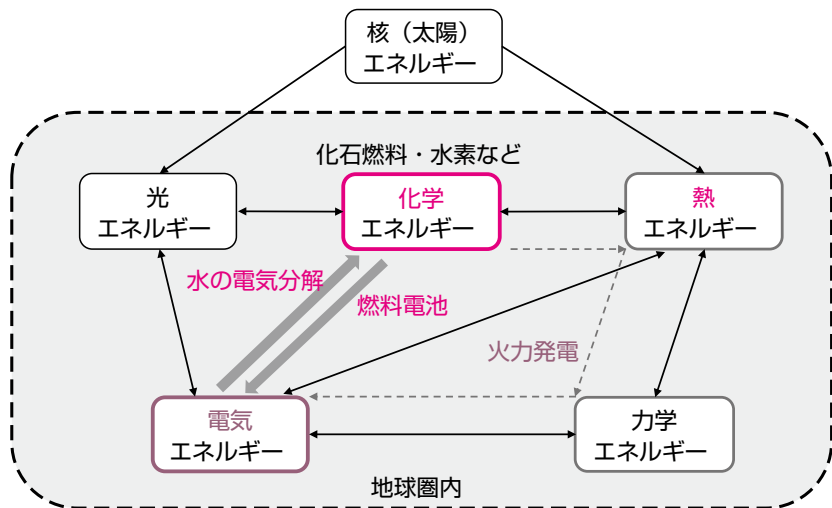 核（太陽）
エネルギー
化石燃料・水素など
光
エネルギー
化学
エネルギー
熱
エネルギー
水の電気分解
燃料電池
火力発電
電気
エネルギー
力学
エネルギー
地球圏内